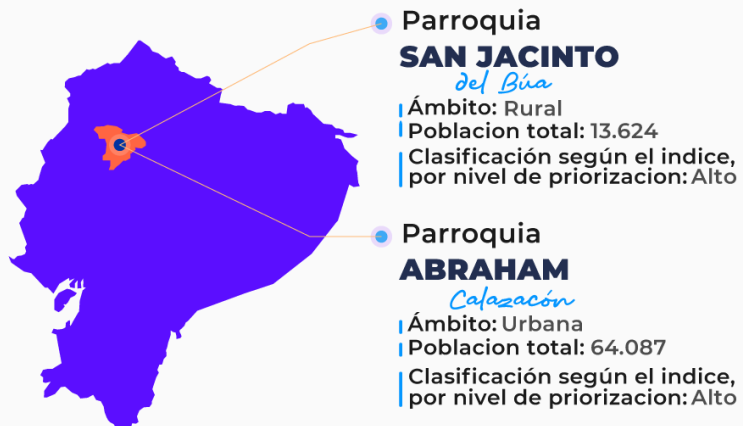 Parroquia
SAN JACINTO
del Búa
Ámbito: Rural
Poblacion total: 13.624
Clasificación según el indice,
por nivel de priorizacion: Alto
Parroquia
ABRAHAM
Calazacón
Ámbito: Urbana
Poblacion total: 64.087
Clasificación según el indice,
por nivel de priorizacion: Alto